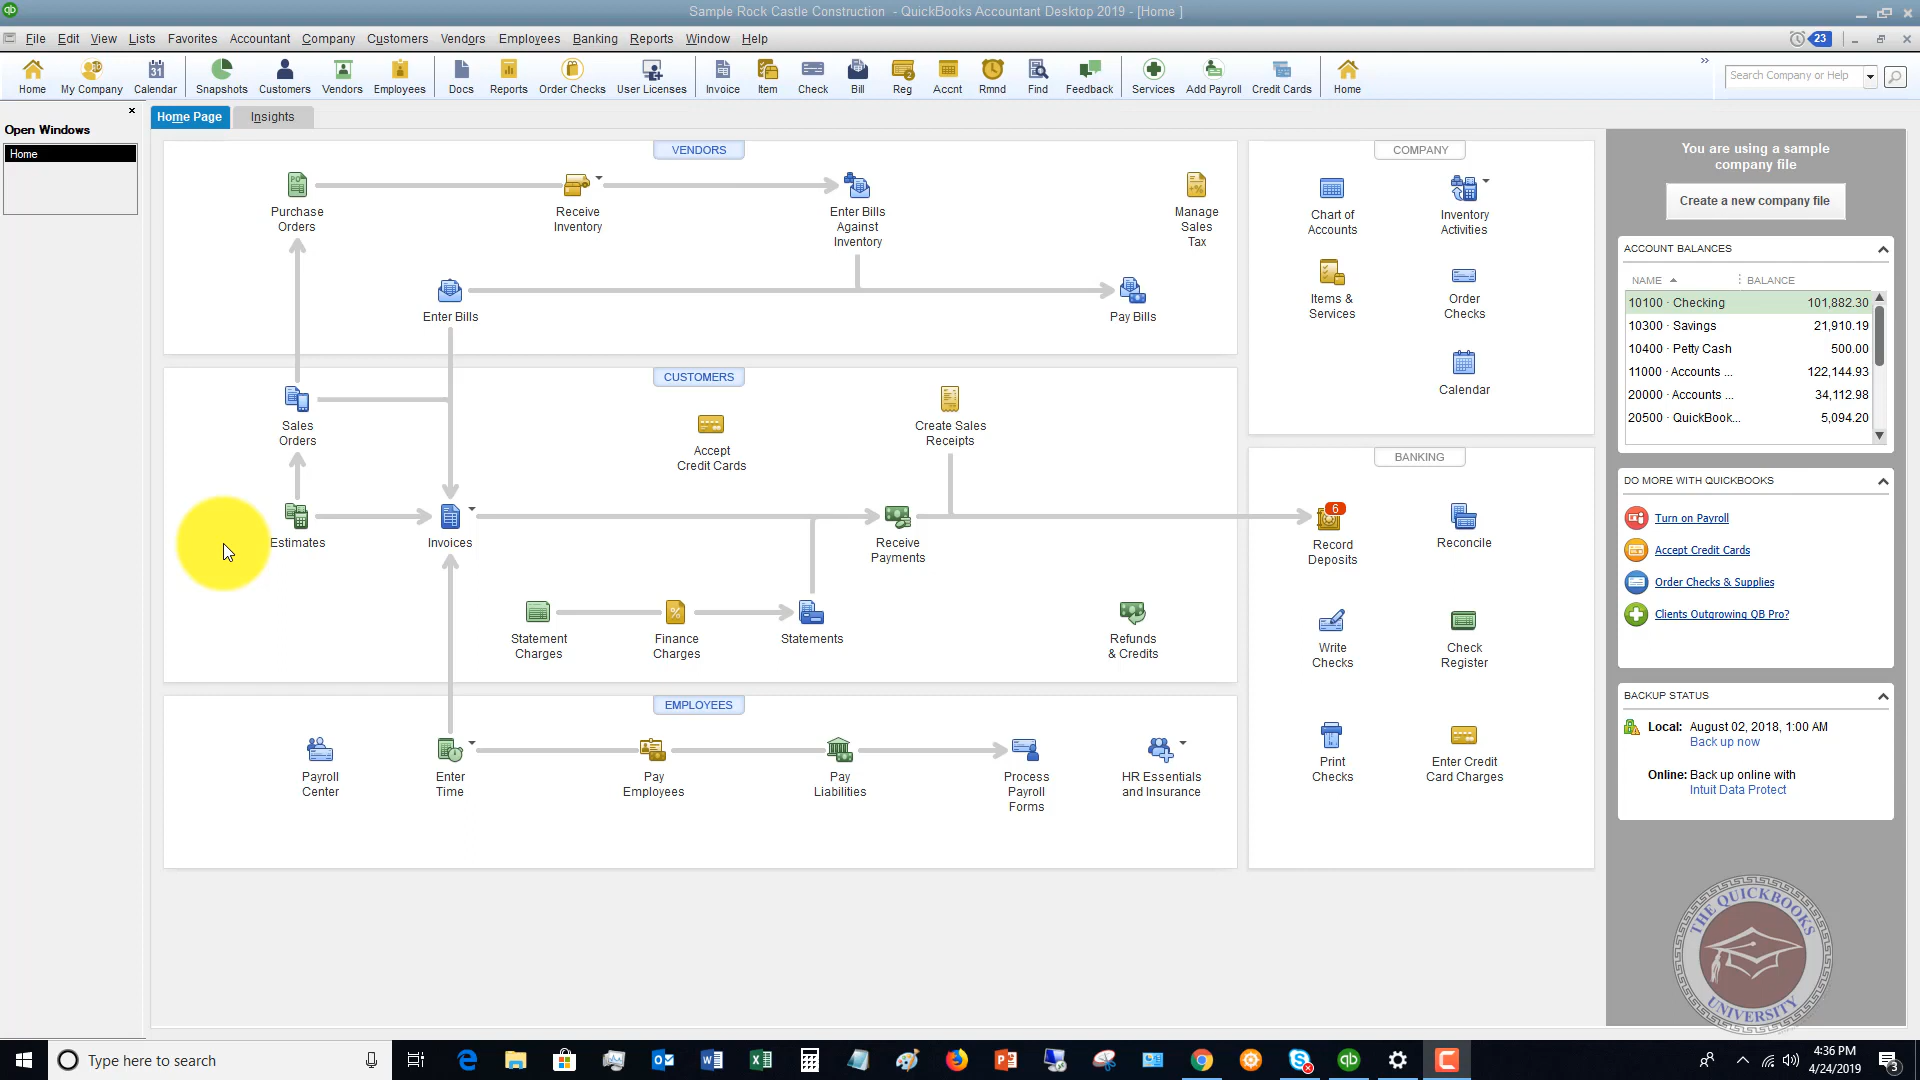 Sample Rock Castle Construction - QuickBooks Accountant Desktop 2019 - [Home ]
File Edit View Lists Favorites Accountant Company Customers Vendors Employees Banking Reports Window Help
23
Home My Company Calendar Snapshots Customers Vendors Employees Docs Reports Order Checks User Licenses Invoice Item Check Bill Reg Accnt Rmnd Find Feedback Services Add Payroll Credit Cards Home
Search Company or Help
Open Windows
Home
Home Page Insights
VENDORS
Purchase
Orders
Receive
Inventory
Enter Bills
Against
Inventory
Manage
Sales
Tax
Enter Bills
Pay Bills
CUSTOMERS
Sales
Orders
Accept
Credit Cards
Create Sales
Receipts
Estimates
Invoices
Receive
Payments
Statement
Charges
Finance
Charges
Statements
Refunds
& Credits
EMPLOYEES
Payroll
Center
Enter
Time
Pay
Employees
Pay
Liabilities
Process
Payroll
Forms
HR Essentials
and Insurance
COMPANY
Chart of
Accounts
Inventory
Activities
Items &
Services
Order
Checks
Calendar
BANKING
6
Record
Deposits
Reconcile
Write
Checks
Check
Register
Print
Checks
Enter Credit
Card Charges
You are using a sample
company file
Create a new company file
ACCOUNT BALANCES
NAME BALANCE
10100 · Checking 101,882.30
10300 · Savings 21,910.19
10400 · Petty Cash 500.00
11000 · Accounts ... 122,144.93
20000 · Accounts ... 34,112.98
20500 · QuickBook... 5,094.20
DO MORE WITH QUICKBOOKS
Turn on Payroll
Accept Credit Cards
Order Checks & Supplies
Clients Outgrowing QB Pro?
BACKUP STATUS
Local: August 02, 2018, 1:00 AM
Back up now
Online: Back up online with
Intuit Data Protect
THE QUICKBOOKS
UNIVERSITY
Type here to search
4:36 PM
4/24/2019
3